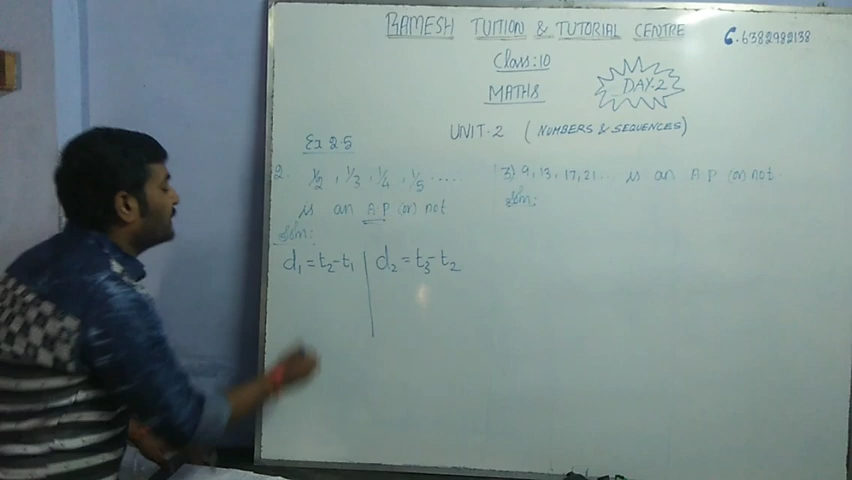 RAMESH TUITION & TUTORIAL CENTRE
6382982138
Class:10
MATHS
DAY-2
UNIT-2 (NUMBERS & SEQUENCES)
Ex 2.5
2. 1/2, 1/3, 1/4, 1/5.....
is an A.P (or) not
Soln:
d₁ = t₂-t₁ | d₂ = t₃-t₂
3) 9, 13, 17, 21... is an A P (or) not
Soln: